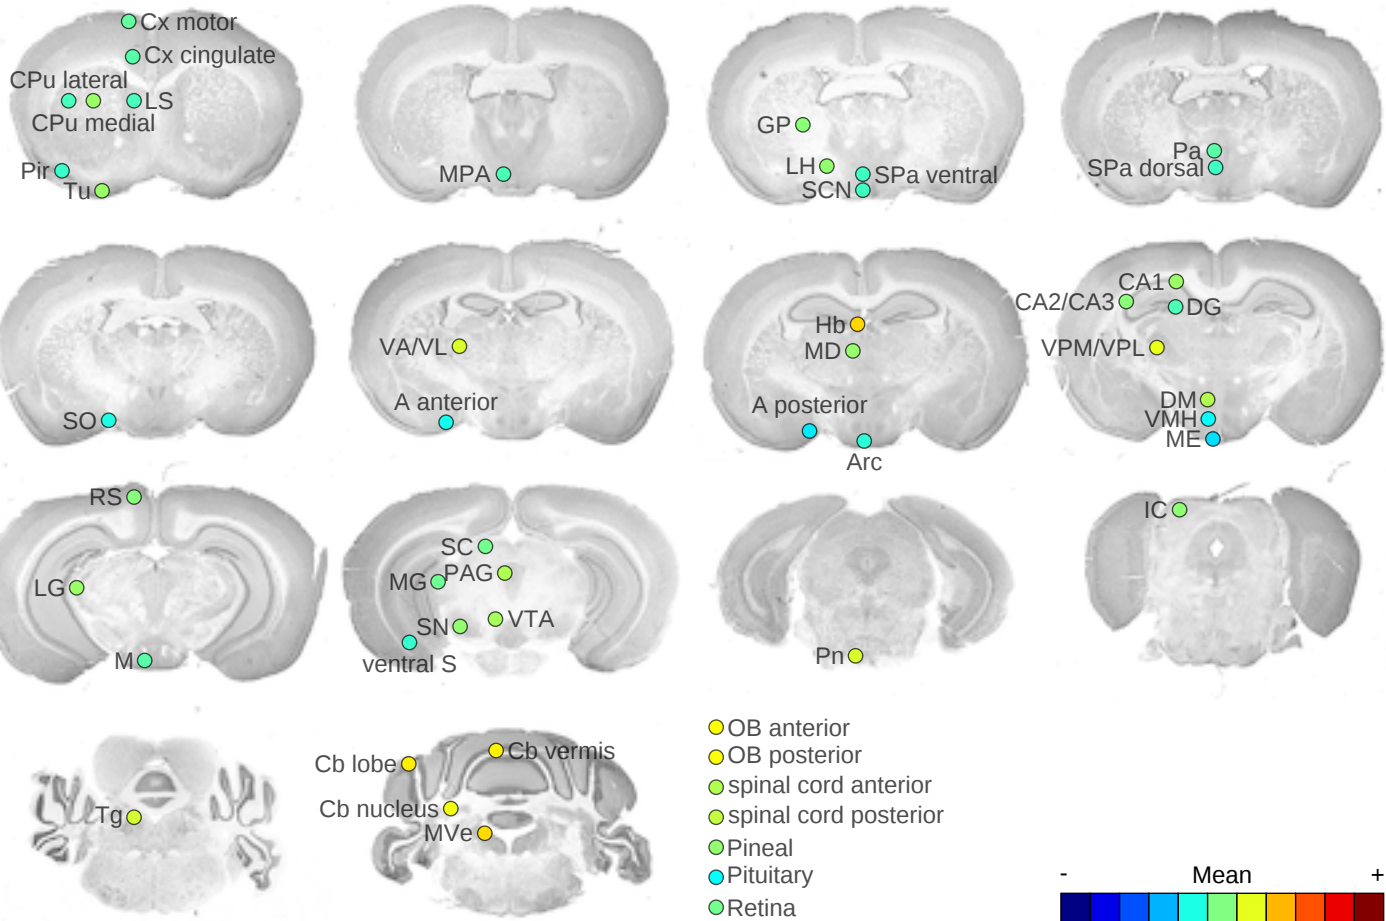 Cx motor
Cx cingulate
CPu lateral
LS
CPu medial
Pir
Tu
MPA
GP
LH
SPa ventral
SCN
Pa
SPa dorsal
SO
VA/VL
A anterior
Hb
MD
A posterior
Arc
CA1
CA2/CA3
DG
VPM/VPL
DM
VMH
ME
RS
LG
M
SC
MG
PAG
SN
VTA
ventral S
Pn
IC
Tg
Cb lobe
Cb vermis
Cb nucleus
MVe
OB anterior
OB posterior
spinal cord anterior
spinal cord posterior
Pineal
Pituitary
Retina
- Mean +